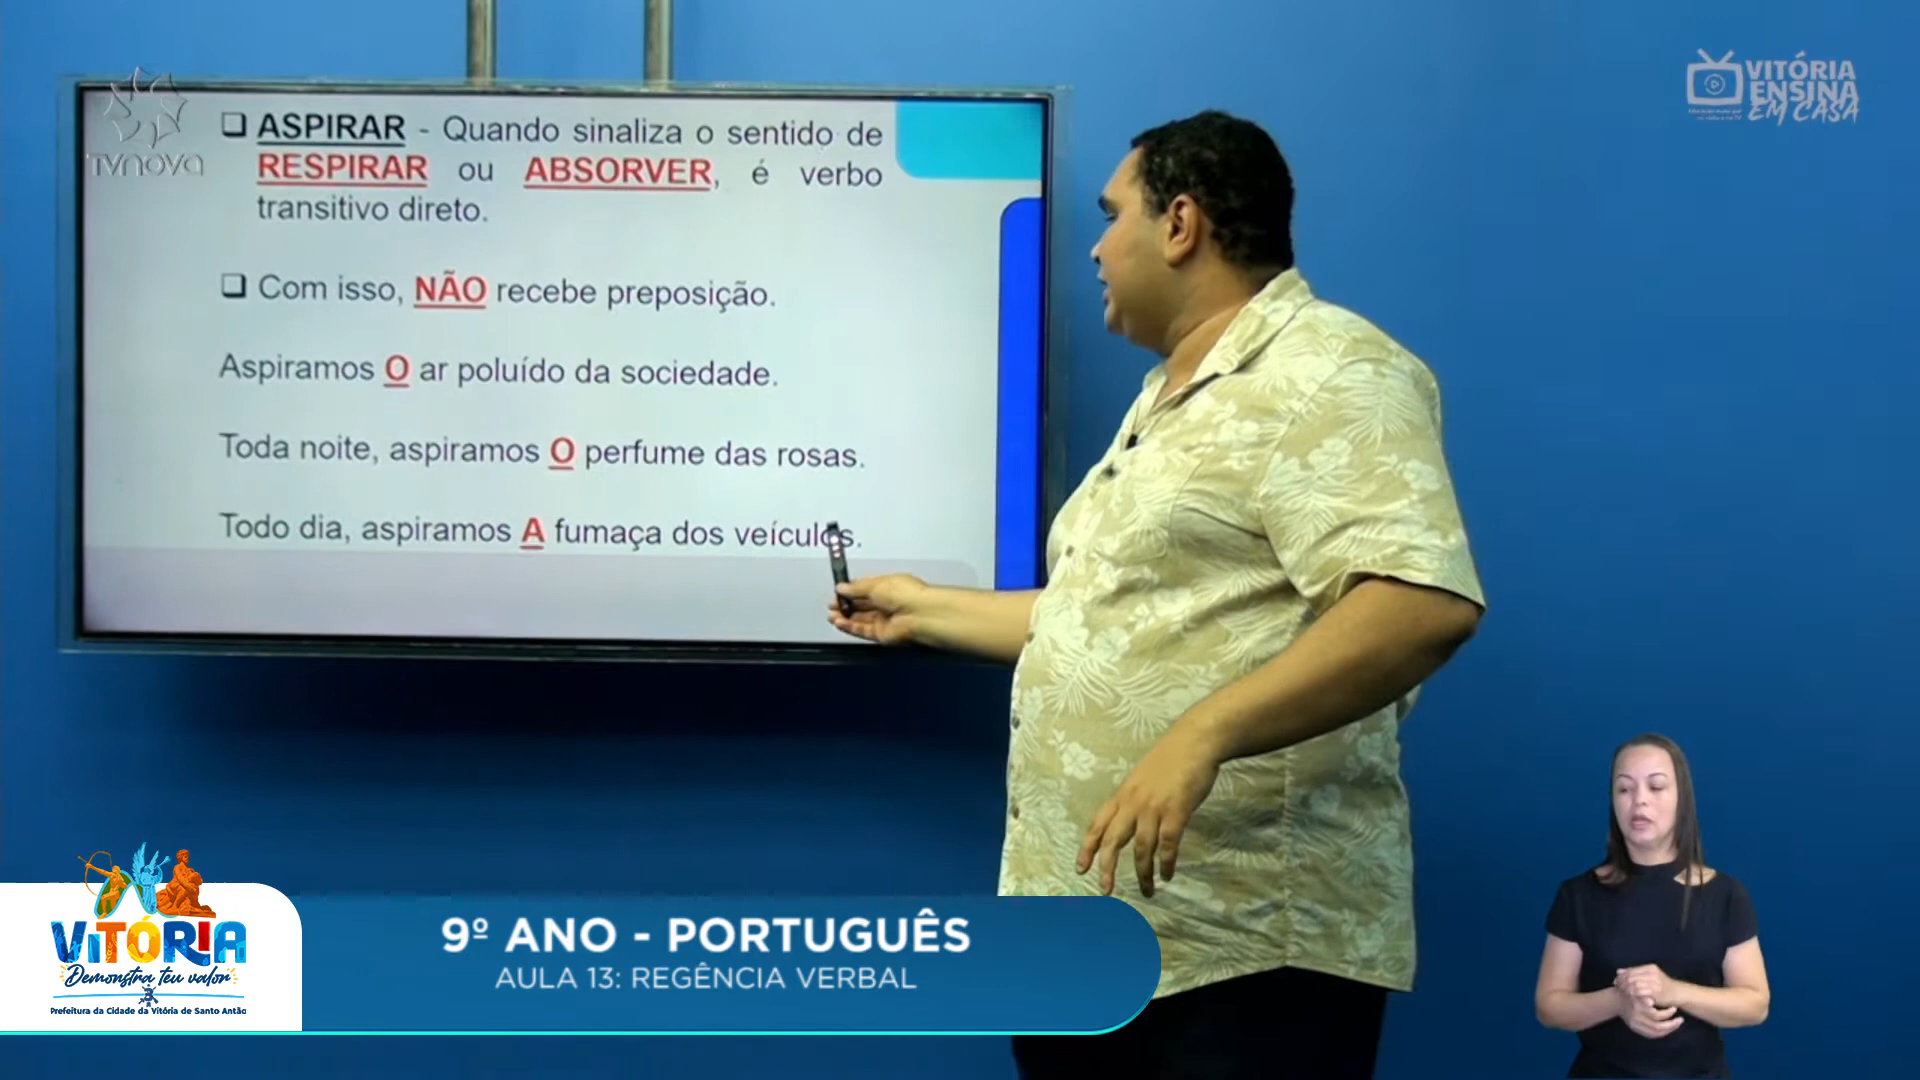 TVNOVA
VITÓRIA
ENSINA
EM CASA
❑ ASPIRAR - Quando sinaliza o sentido de
RESPIRAR ou ABSORVER, é verbo
transitivo direto.
❑ Com isso, NÃO recebe preposição.
Aspiramos O ar poluído da sociedade.
Toda noite, aspiramos O perfume das rosas.
Todo dia, aspiramos A fumaça dos veículos.
VITÓRIA
Demonstra teu valor
Prefeitura da Cidade da Vitória de Santo Antão
9º ANO - PORTUGUÊS
AULA 13: REGÊNCIA VERBAL